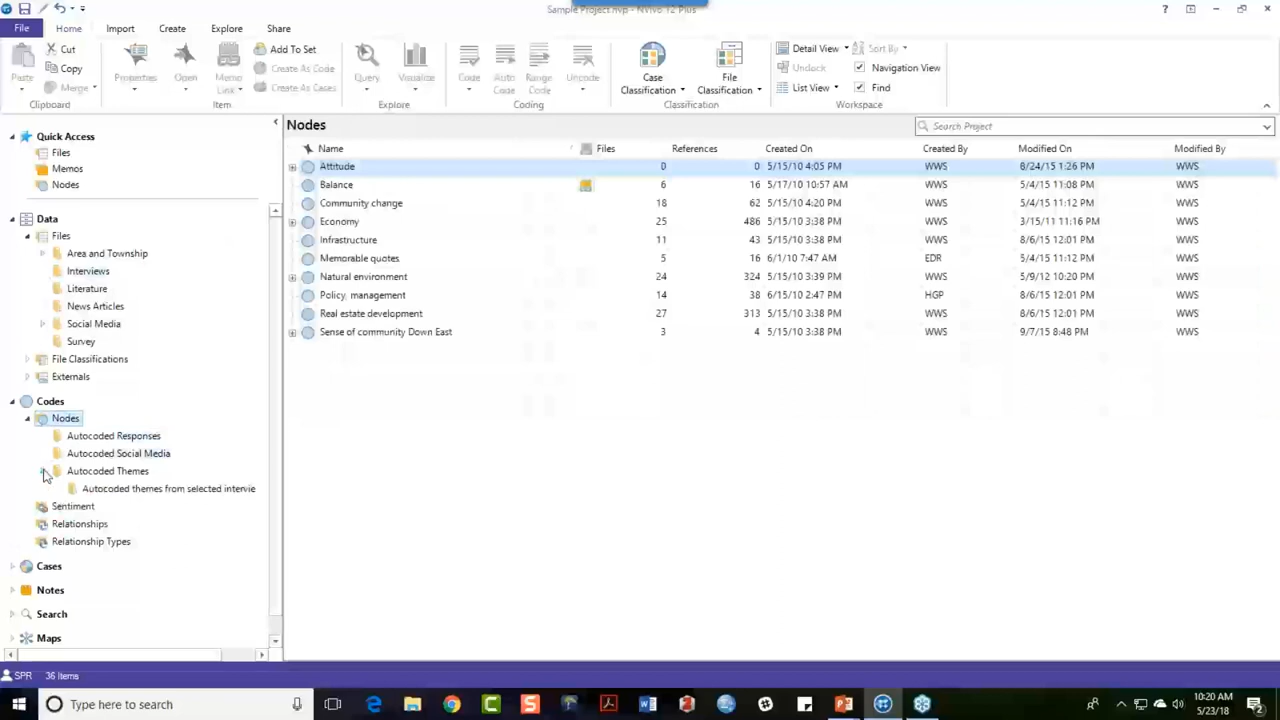 Sample Project.nvp - NVivo 12 Plus
File Home Import Create Explore Share
Paste Cut Copy Merge Clipboard
Properties Open Memo Link Add To Set Create As Code Create As Cases Item
Query Visualize Explore
Code Auto Code Range Code Uncode Coding
Case Classification File Classification Classification
Detail View Sort By Undock Navigation View List View Find Workspace
Quick Access
Files
Memos
Nodes
Data
Files
Area and Township
Interviews
Literature
News Articles
Social Media
Survey
File Classifications
Externals
Codes
Nodes
Autocoded Responses
Autocoded Social Media
Autocoded Themes
Autocoded themes from selected intervie
Sentiment
Relationships
Relationship Types
Cases
Notes
Search
Maps
Nodes Search Project
Name Files References Created On Created By Modified On Modified By
Attitude 0 0 5/15/10 4:05 PM WWS 8/24/15 1:26 PM WWS
Balance 6 16 5/17/10 10:57 AM WWS 5/4/15 11:08 PM WWS
Community change 18 62 5/15/10 4:20 PM WWS 5/4/15 11:12 PM WWS
Economy 25 486 5/15/10 3:38 PM WWS 3/15/11 11:16 PM WWS
Infrastructure 11 43 5/15/10 3:38 PM WWS 8/6/15 12:01 PM WWS
Memorable quotes 5 16 6/1/10 7:47 AM EDR 5/4/15 11:12 PM WWS
Natural environment 24 324 5/15/10 3:39 PM WWS 5/9/12 10:20 PM WWS
Policy, management 14 38 6/15/10 2:47 PM HGP 8/6/15 12:01 PM WWS
Real estate development 27 313 5/15/10 3:38 PM WWS 8/6/15 12:01 PM WWS
Sense of community Down East 3 4 5/15/10 3:38 PM WWS 9/7/15 8:48 PM WWS
SPR 36 Items
Type here to search
10:20 AM
5/23/18